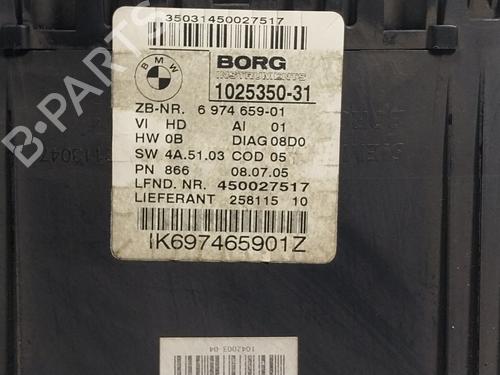 35031450027517
BMW
BORG
INSTRUMENTS
1025350-31
ZB-NR. 6 974 659-01
VI HD AI 01
HW 0B DIAG 08D0
SW 4A.51.03 COD 05
PN 866 08.07.05
LFND. NR. 450027517
LIEFERANT 258115 10
IK697465901Z
1042003-04
B-PARTS